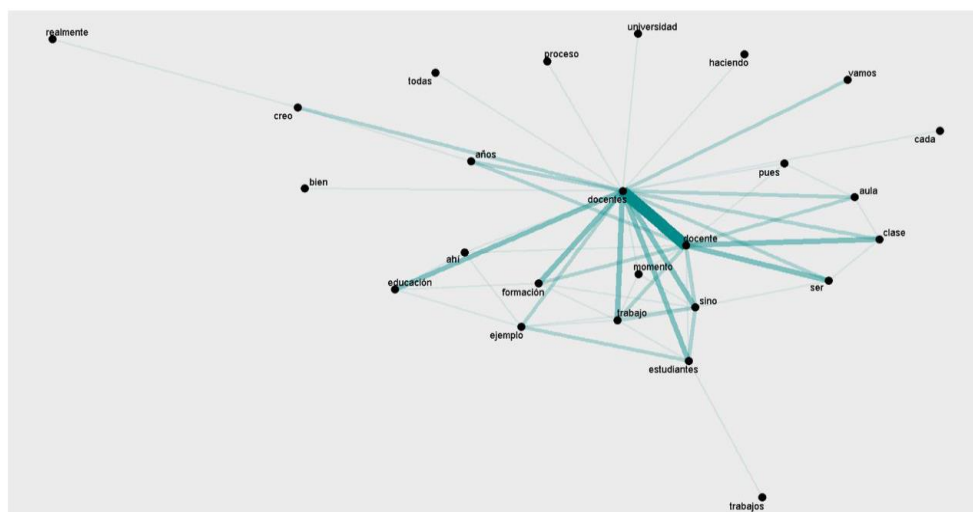 universidad
realmente
proceso
haciendo
vamos
todas
creo
cada
años
pues
bien
aula
docentes
clase
docente
ahí
momento
educación
ser
formación
sino
trabajo
ejemplo
estudiantes
trabajos